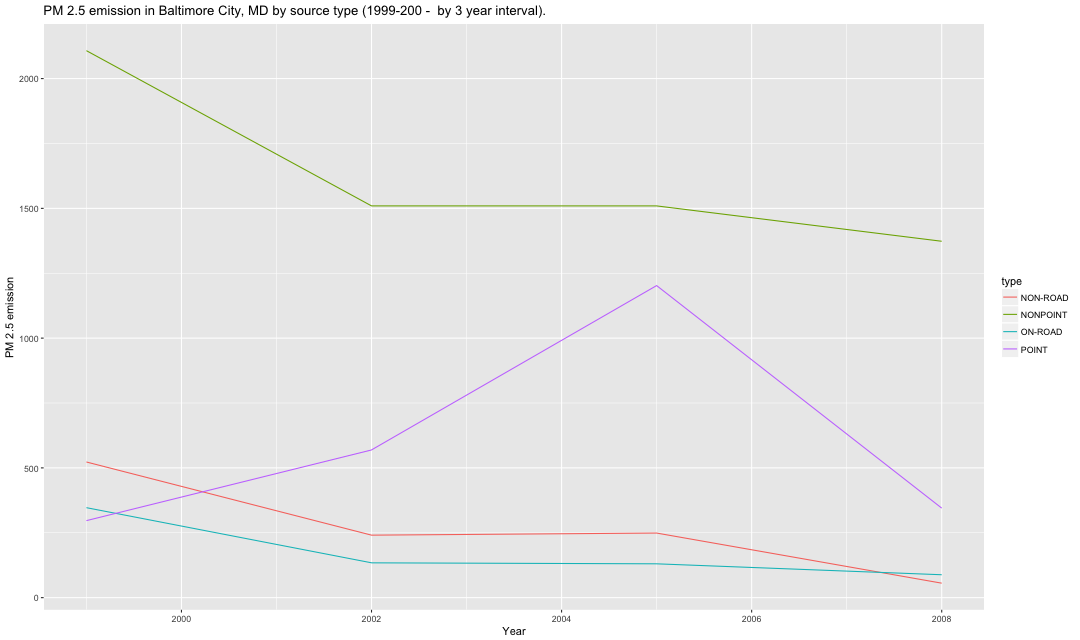 PM 2.5 emission in Baltimore City, MD by source type (1999-200 -  by 3 year interval).
2000
1500
1000
500
0
PM 2.5 emission
2000 2002 2004 2006 2008
Year
type
NON-ROAD
NONPOINT
ON-ROAD
POINT